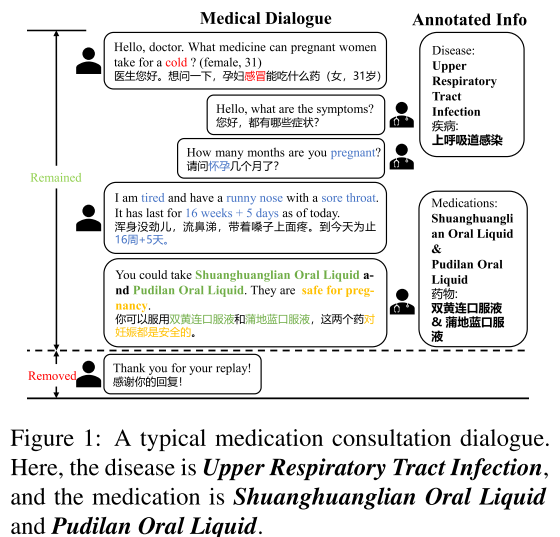 Medical Dialogue
Annotated Info
Hello, doctor. What medicine can pregnant women
take for a cold ? (female, 31)
医生您好。想问一下，孕妇感冒能吃什么药（女，31岁）
Hello, what are the symptoms?
您好，都有哪些症状？
How many months are you pregnant?
请问怀孕几个月了？
Disease:
Upper
Respiratory
Tract
Infection
疾病:
上呼吸道感染
Remained
I am tired and have a runny nose with a sore throat.
It has last for 16 weeks + 5 days as of today.
浑身没劲儿，流鼻涕，带着嗓子上面疼。到今天为止
16周+5天。
You could take Shuanghuanglian Oral Liquid a-
nd Pudilan Oral Liquid. They are safe for preg-
nancy.
你可以服用双黄连口服液和蒲地蓝口服液，这两个药对
妊娠都是安全的。
Medications:
Shuanghuangli
an Oral Liquid
&
Pudilan Oral
Liquid
药物:
双黄连口服液
& 蒲地蓝口服
液
Removed
Thank you for your replay!
感谢你的回复！
Figure 1: A typical medication consultation dialogue.
Here, the disease is Upper Respiratory Tract Infection,
and the medication is Shuanghuanglian Oral Liquid
and Pudilan Oral Liquid.